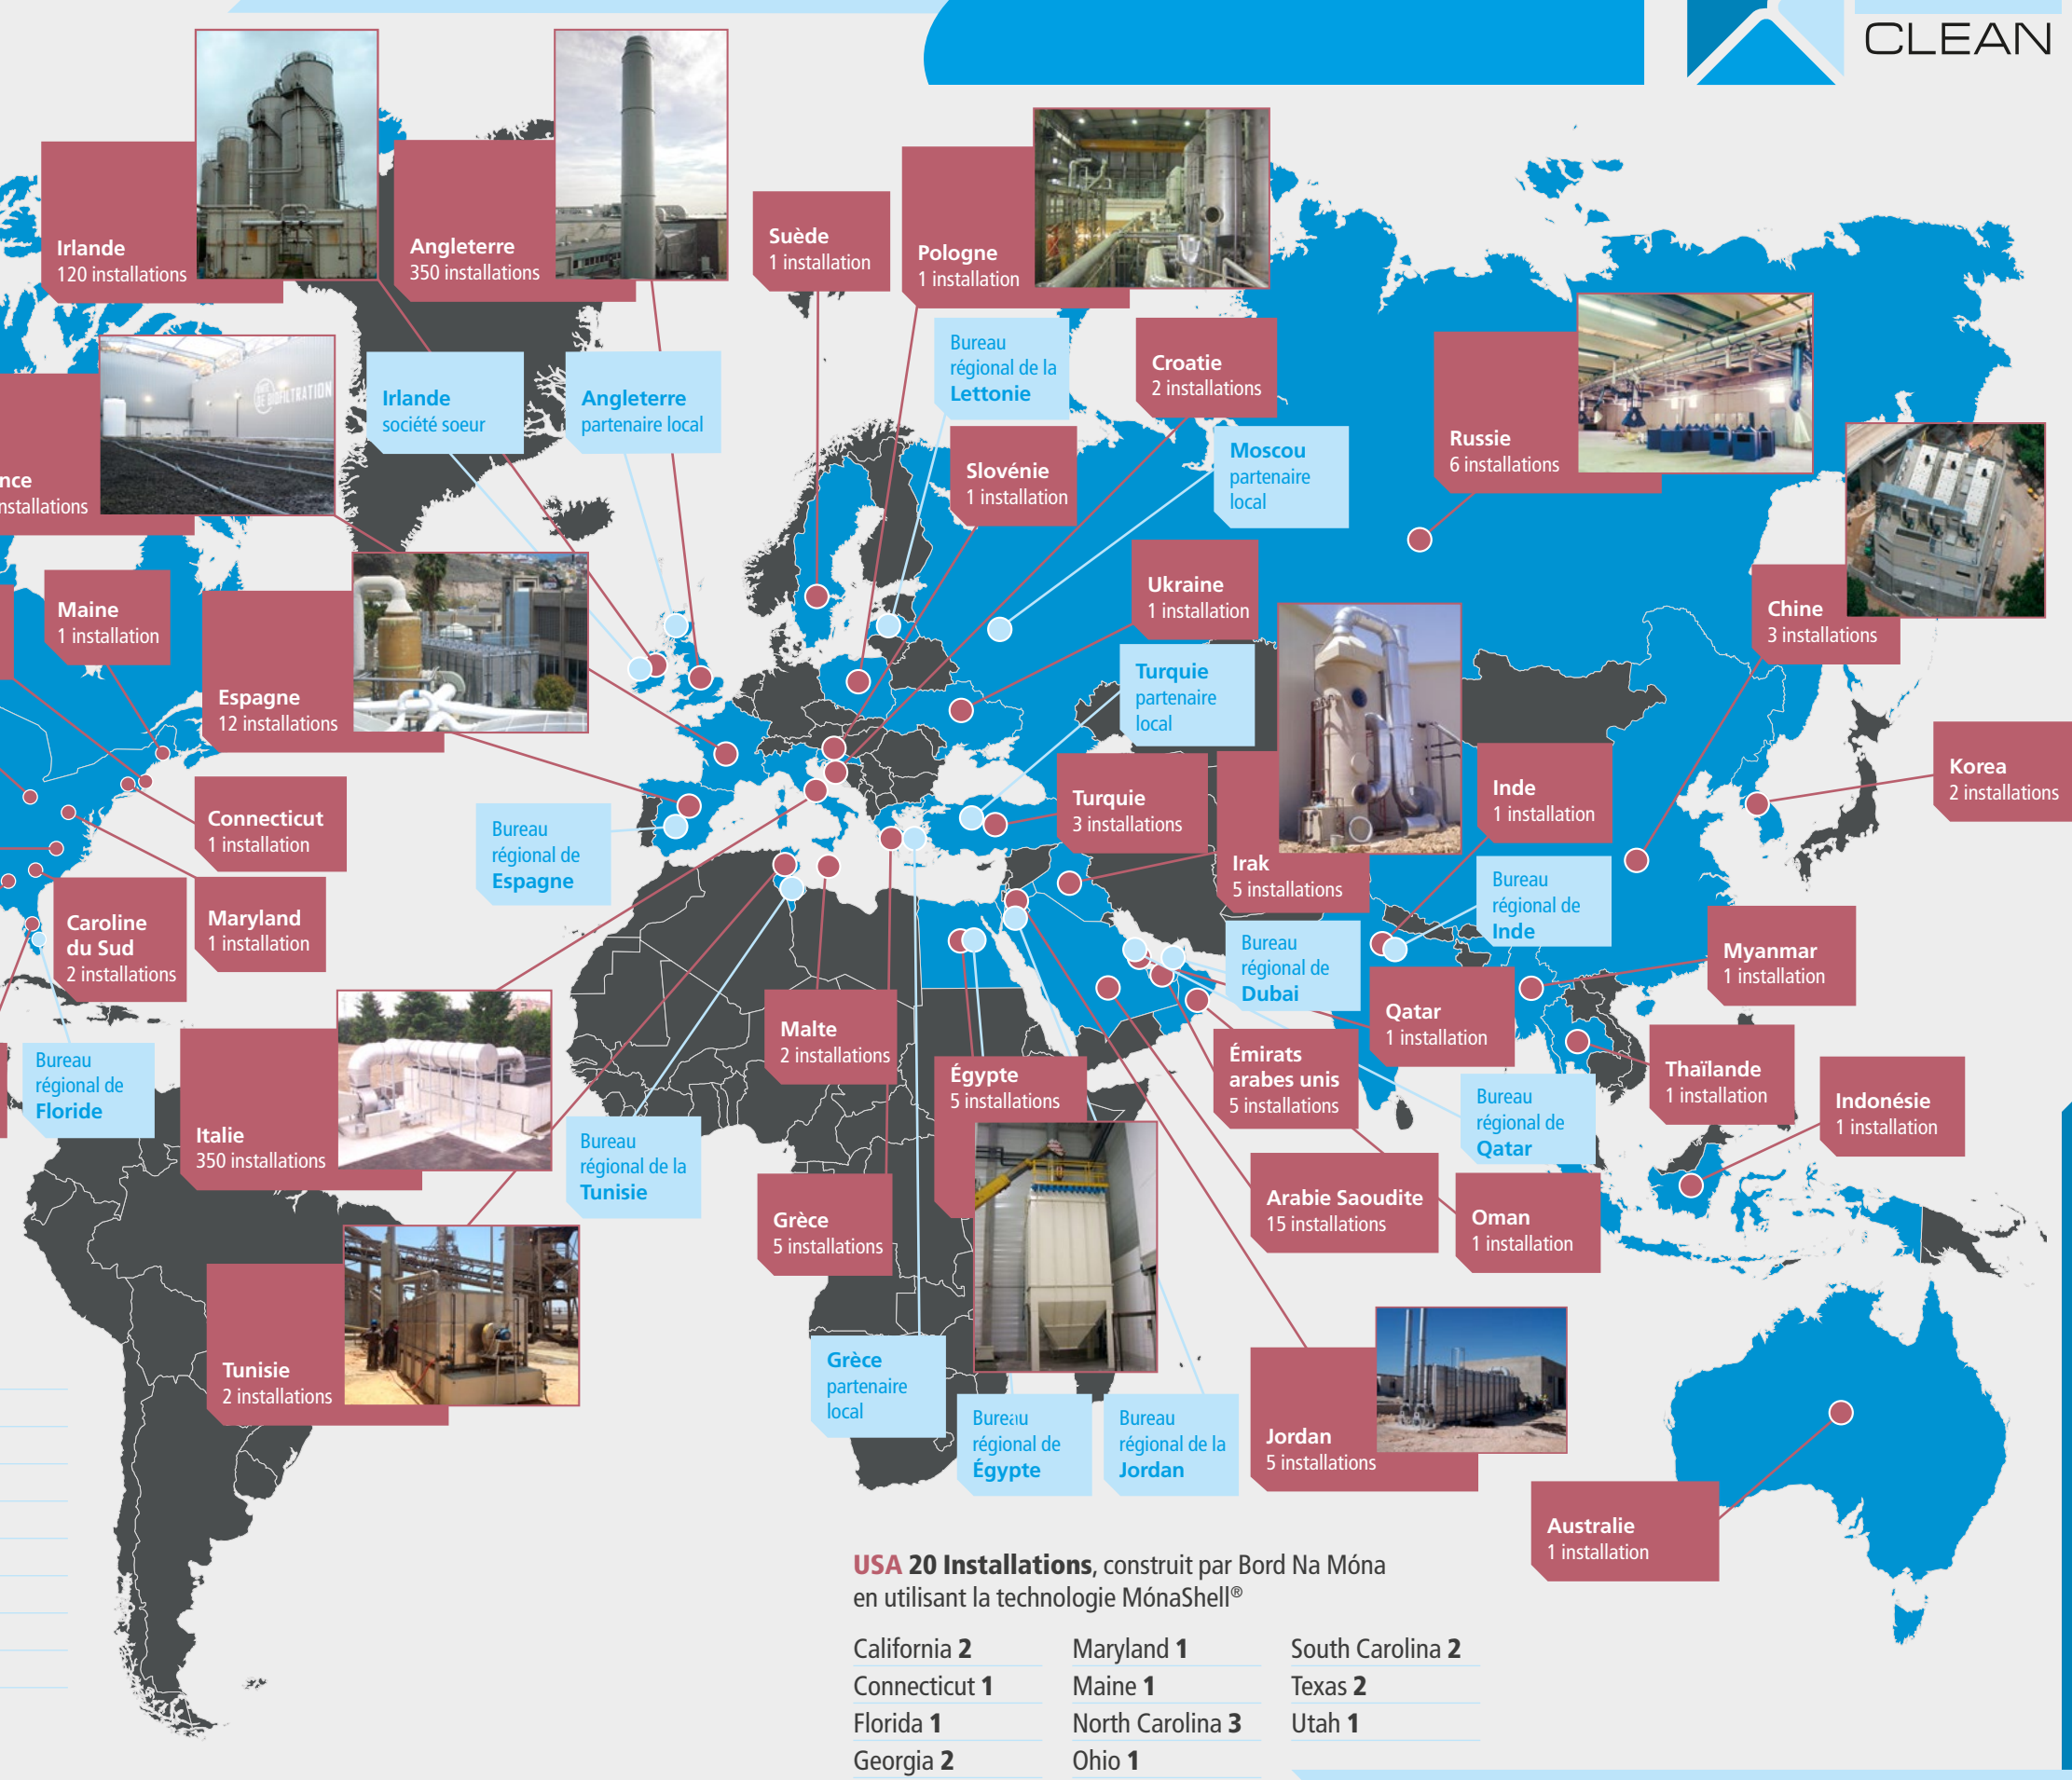 CLEAN
Irlande
120 installations
Angleterre
350 installations
Suède
1 installation
Pologne
1 installation
Bureau
régional de la
Lettonie
Croatie
2 installations
Irlande
société soeur
Angleterre
partenaire local
DE BIOFILTRATION
Slovénie
1 installation
Moscou
partenaire
local
Russie
6 installations
nce
nstallations
Maine
1 installation
Ukraine
1 installation
Chine
3 installations
Espagne
12 installations
Turquie
partenaire
local
Korea
2 installations
Connecticut
1 installation
Bureau
régional de
Espagne
Turquie
3 installations
Irak
5 installations
Inde
1 installation
Bureau
régional de
Inde
Caroline
du Sud
2 installations
Maryland
1 installation
Bureau
régional de
Dubai
Myanmar
1 installation
Qatar
1 installation
Malte
2 installations
Bureau
régional de
Floride
Égypte
5 installations
Émirats
arabes unis
5 installations
Thaïlande
1 installation
Indonésie
1 installation
Bureau
régional de
Qatar
Italie
350 installations
Bureau
régional de la
Tunisie
Grèce
5 installations
Arabie Saoudite
15 installations
Oman
1 installation
Tunisie
2 installations
Grèce
partenaire
local
Bureau
régional de
Égypte
Bureau
régional de la
Jordan
Jordan
5 installations
Australie
1 installation
USA 20 Installations, construit par Bord Na Móna
en utilisant la technologie MónaShell®
California 2
Connecticut 1
Florida 1
Georgia 2
Maryland 1
Maine 1
North Carolina 3
Ohio 1
South Carolina 2
Texas 2
Utah 1